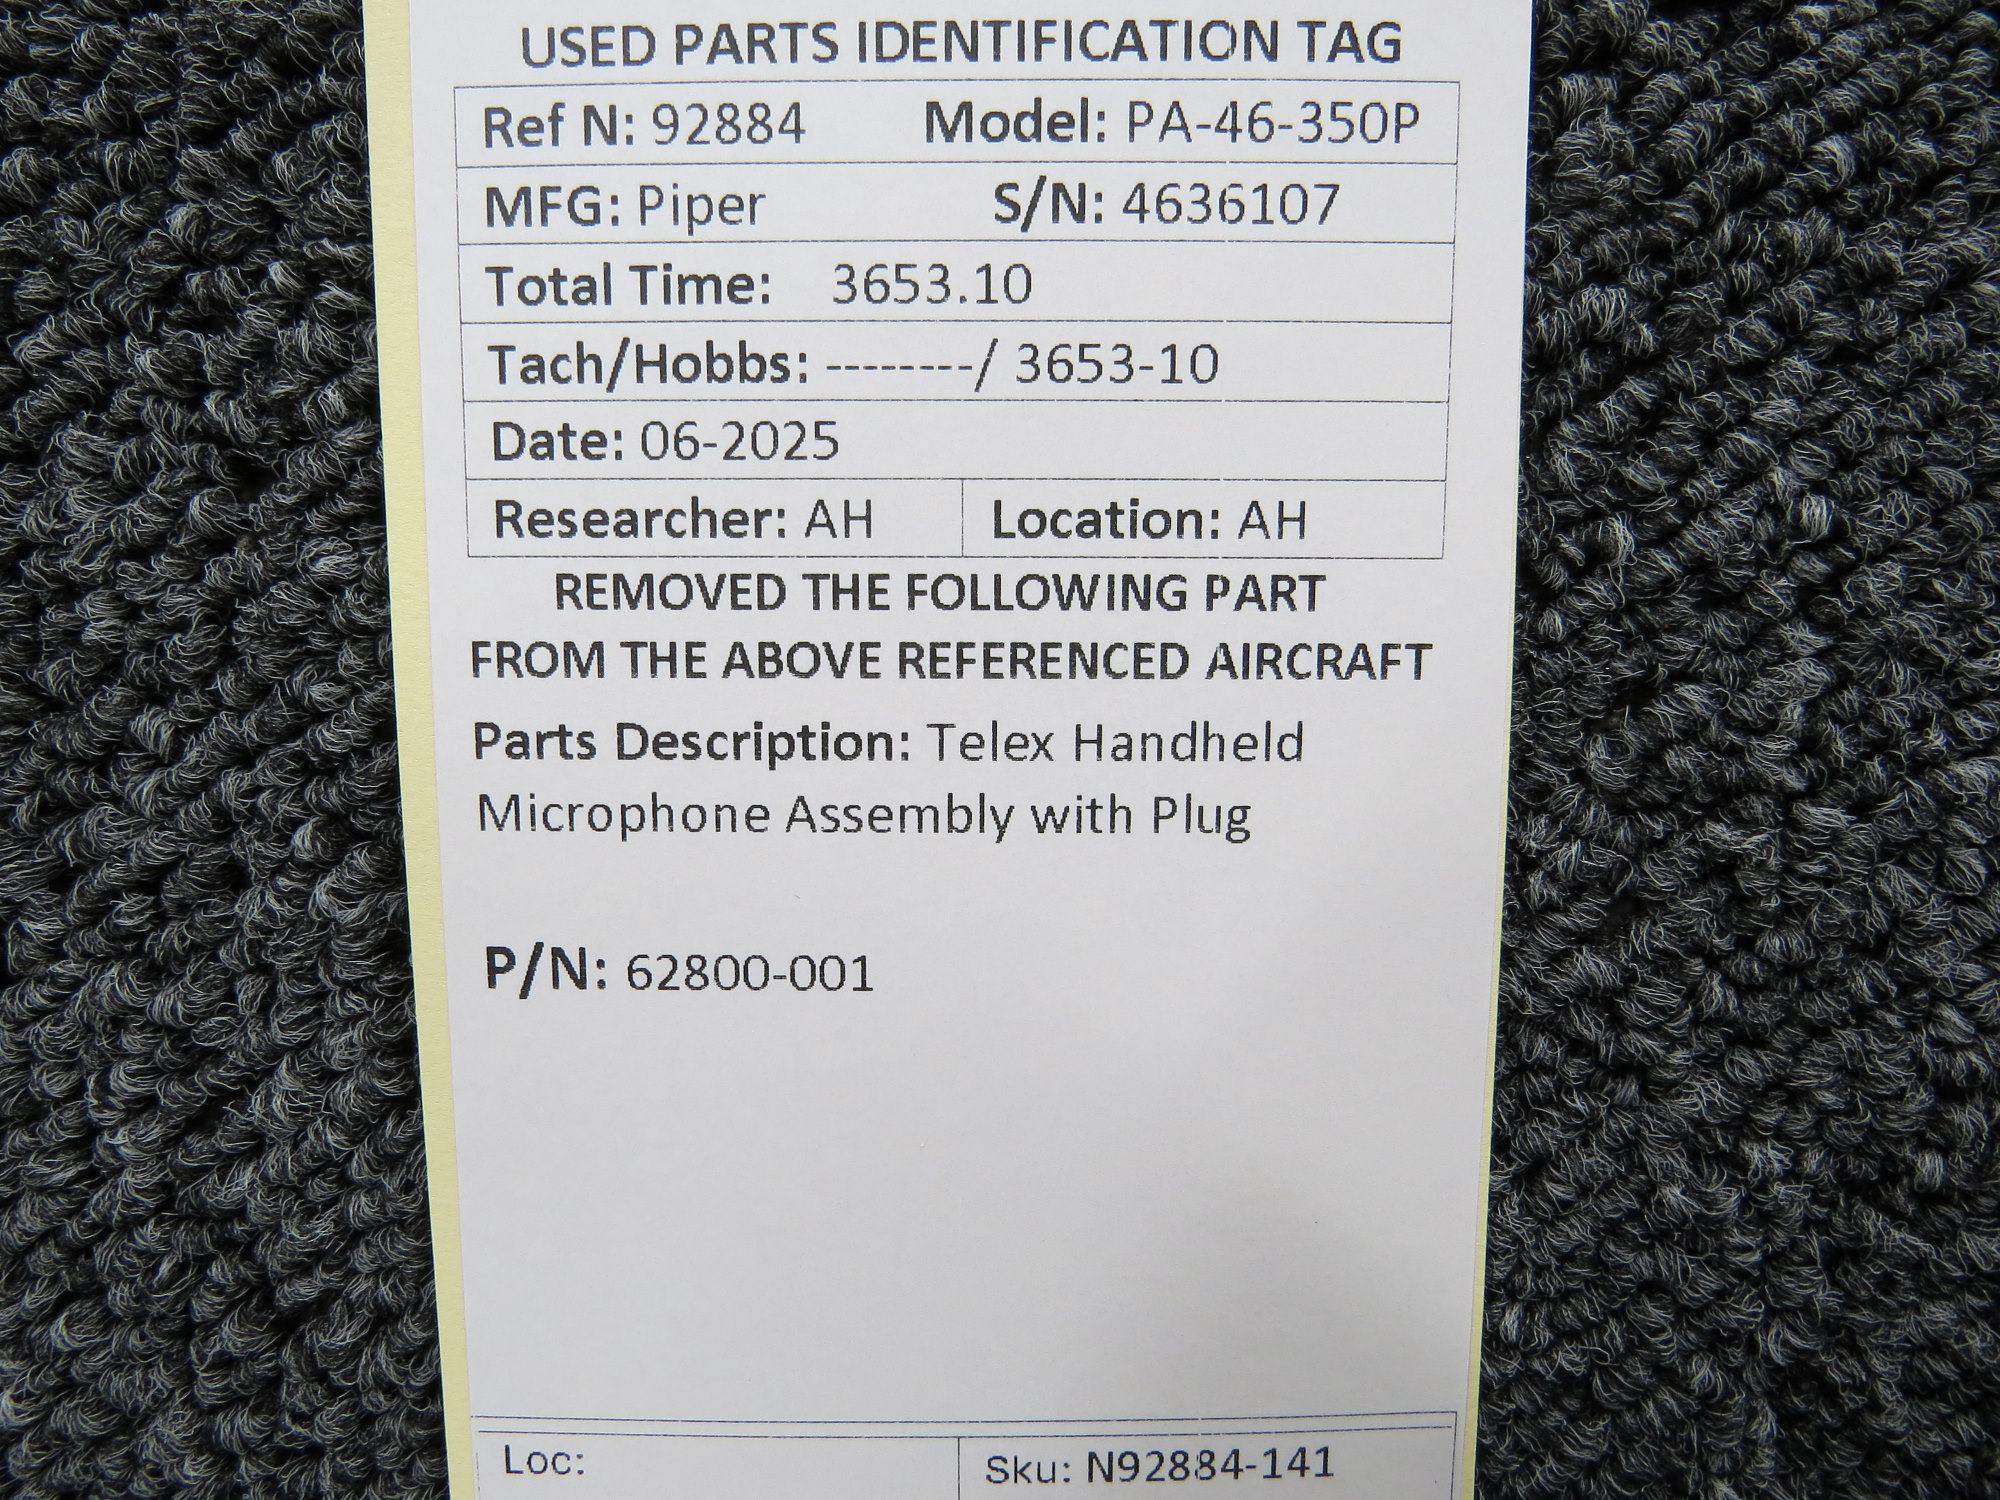 USED PARTS IDENTIFICATION TAG
Ref N: 92884 Model: PA-46-350P
MFG: Piper S/N: 4636107
Total Time: 3653.10
Tach/Hobbs: --------/ 3653-10
Date: 06-2025
Researcher: AH Location: AH
REMOVED THE FOLLOWING PART
FROM THE ABOVE REFERENCED AIRCRAFT
Parts Description: Telex Handheld
Microphone Assembly with Plug
P/N: 62800-001
Loc: Sku: N92884-141